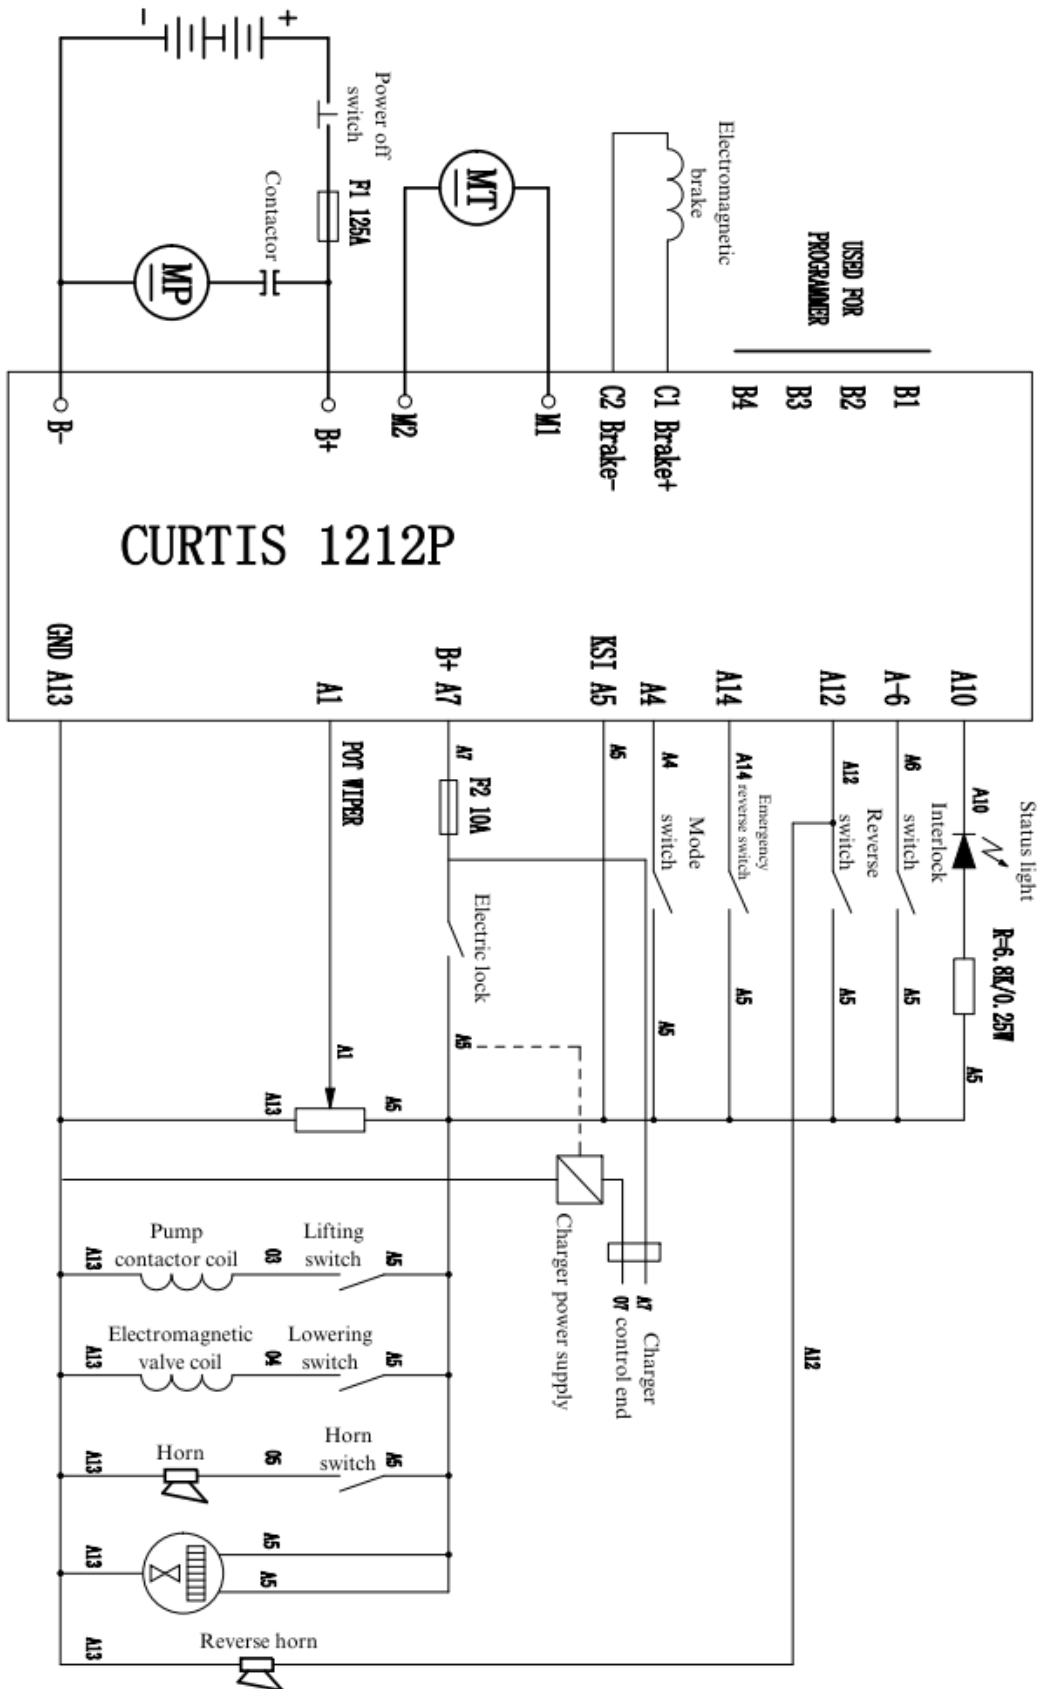 -
+
Power off
switch
F1 125A
Contactor
MP
MT
Electromagnetic
brake
USED FOR
PROGRAMMER
B-
B+
M2
M1
C2 Brake-
C1 Brake+
B4
B3
B2
B1
CURTIS 1212P
GND A13
A1
B+ A7
KSI A5
A4
A14
A12
A-6
A10
POT WIPER
A7
F2 10A
A5
A4
Mode
switch
A14
Emergency
reverse switch
A12
Reverse
switch
A6
Interlock
switch
A10
Status light
R=6.8K/0.25W
Electric lock
A5
A5
A5
A5
A5
A5
A1
A13
A5
Charger power supply
A7
07
Charger
control end
A12
Pump
contactor coil
Lifting
switch
A13
03
A5
Electromagnetic
valve coil
Lowering
switch
A13
04
A5
Horn
Horn
switch
A13
05
A5
A13
A5
A5
Reverse horn
A13